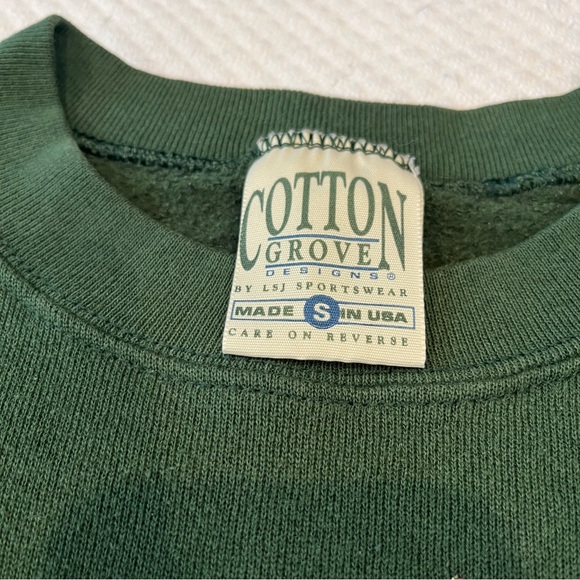 COTTON
GROVE
DESIGNS®
BY LSJ SPORTSWEAR
MADE S IN USA
CARE ON REVERSE